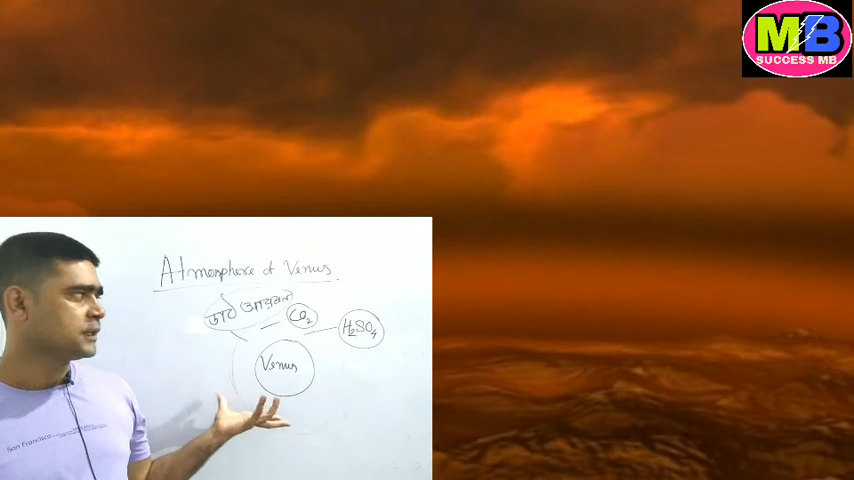 MB
SUCCESS MB
Atmosphere of Venus.
CO2
H2SO4
Venus
San Francisco